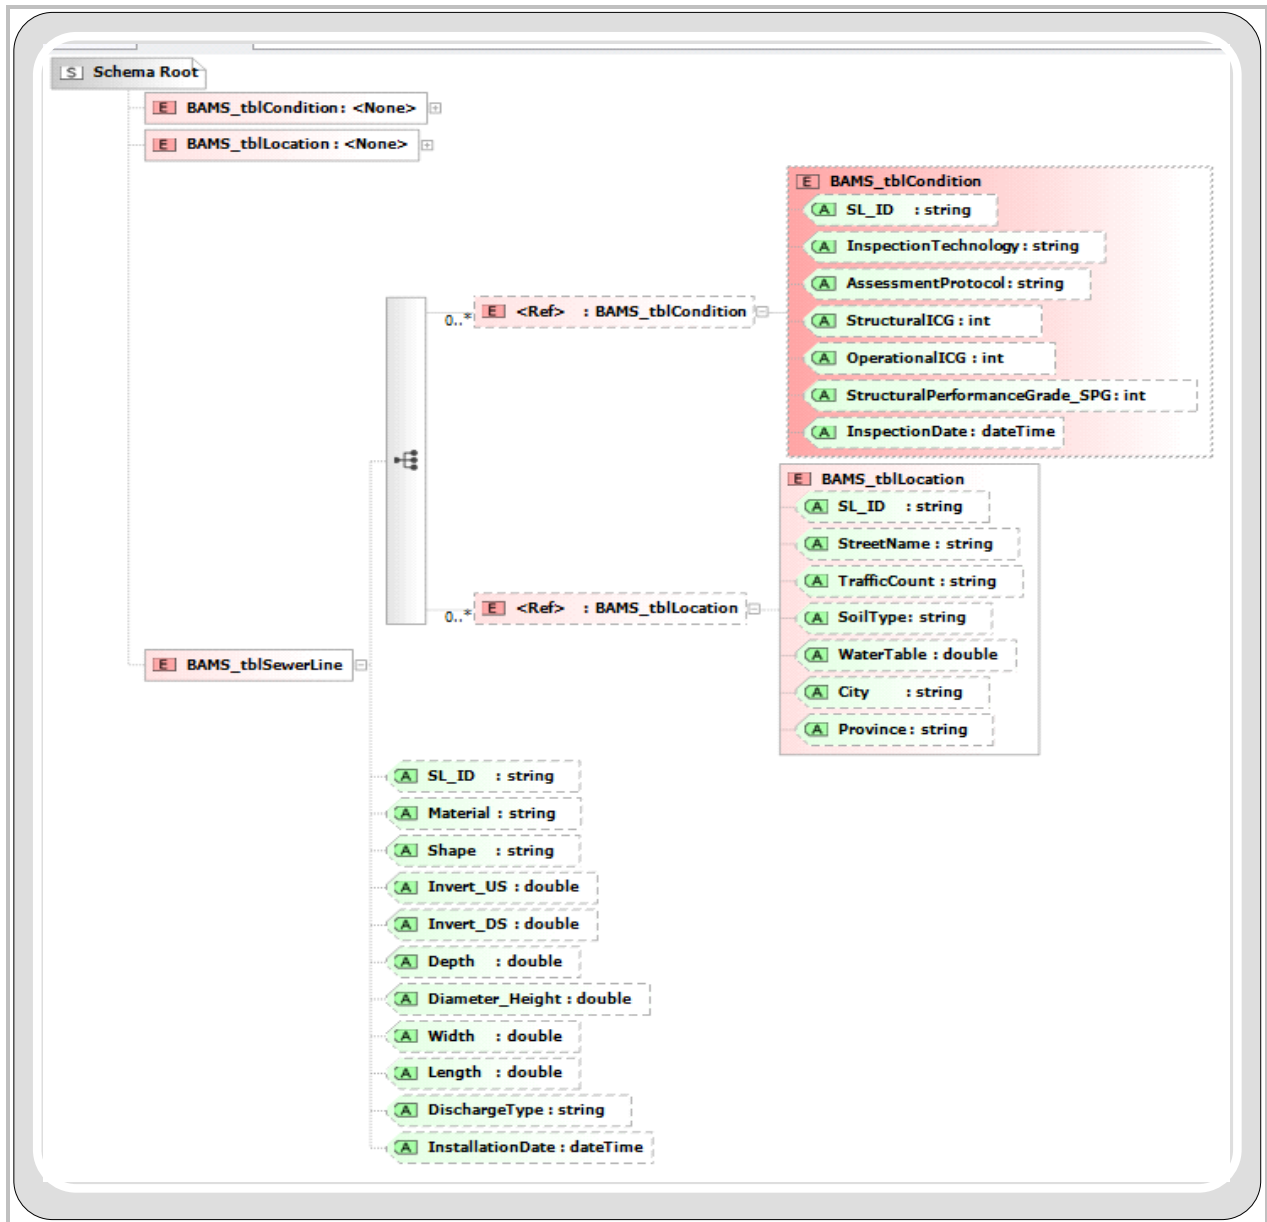 S Schema Root
E BAMS_tblCondition : <None>
E BAMS_tblLocation : <None>
E BAMS_tblCondition
A SL_ID : string
A InspectionTechnology : string
A AssessmentProtocol : string
0..* E <Ref> : BAMS_tblCondition
A StructuralICG : int
A OperationalICG : int
A StructuralPerformanceGrade_SPG : int
A InspectionDate : dateTime
E BAMS_tblLocation
A SL_ID : string
A StreetName : string
A TrafficCount : string
0..* E <Ref> : BAMS_tblLocation
A SoilType : string
A WaterTable : double
A City : string
A Province : string
E BAMS_tblSewerLine
A SL_ID : string
A Material : string
A Shape : string
A Invert_US : double
A Invert_DS : double
A Depth : double
A Diameter_Height : double
A Width : double
A Length : double
A DischargeType : string
A InstallationDate : dateTime